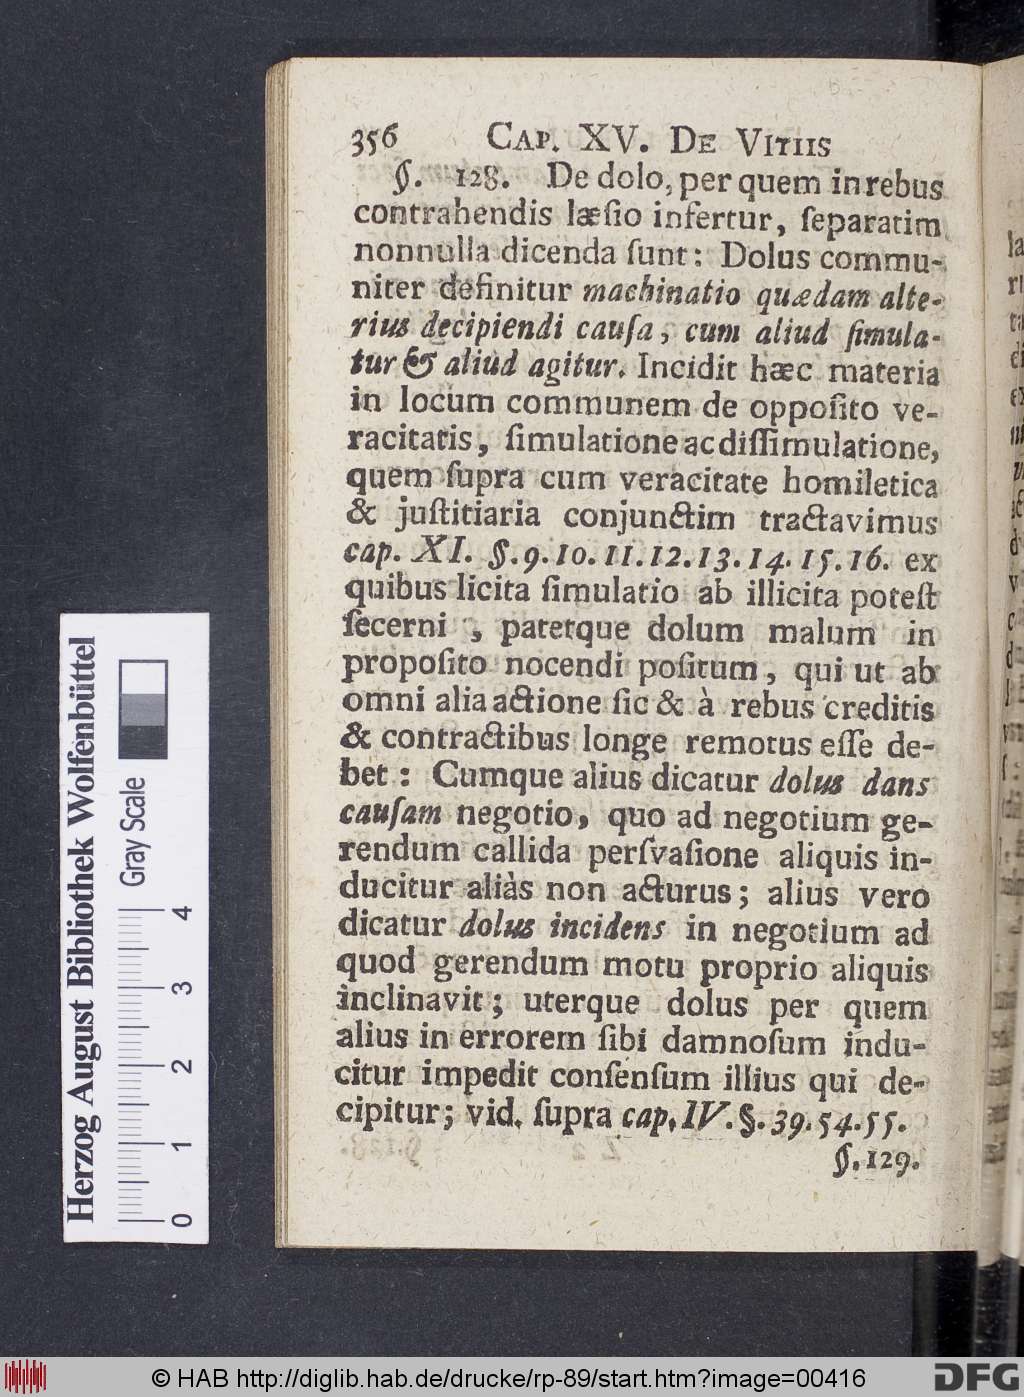 356 CAP. XV. DE VITIIS
§. 128. De dolo, per quem in rebus
contrahendis læſio infertur, ſeparatim
nonnulla dicenda ſunt: Dolus commu-
niter definitur machinatio quædam alte-
rius decipiendi cauſa, cum aliud ſimula-
tur & aliud agitur. Incidit hæc materia
in locum communem de oppoſito ve-
racitatis, ſimulatione ac diſſimulatione,
quem ſupra cum veracitate homiletica
& juſtitiaria conjunctim tractavimus
cap. XI. §. 9. 10. 11. 12. 13. 14. 15. 16. ex
quibus licita ſimulatio ab illicita poteſt
ſecerni, patetque dolum malum in
propoſito nocendi poſitum, qui ut ab
omni alia actione ſic & à rebus creditis
& contractibus longe remotus eſſe de-
bet: Cumque alius dicatur dolus dans
cauſam negotio, quo ad negotium ge-
rendum callida perſvaſione aliquis in-
ducitur aliàs non acturus; alius vero
dicatur dolus incidens in negotium ad
quod gerendum motu proprio aliquis
inclinavit; uterque dolus per quem
alius in errorem ſibi damnoſum indu-
citur impedit conſenſum illius qui de-
cipitur; vid. ſupra cap. IV. §. 39. 54. 55.
§. 129.
Herzog August Bibliothek Wolfenbüttel
Gray Scale
0 1 2 3 4
© HAB http://diglib.hab.de/drucke/rp-89/start.htm?image=00416
DFG